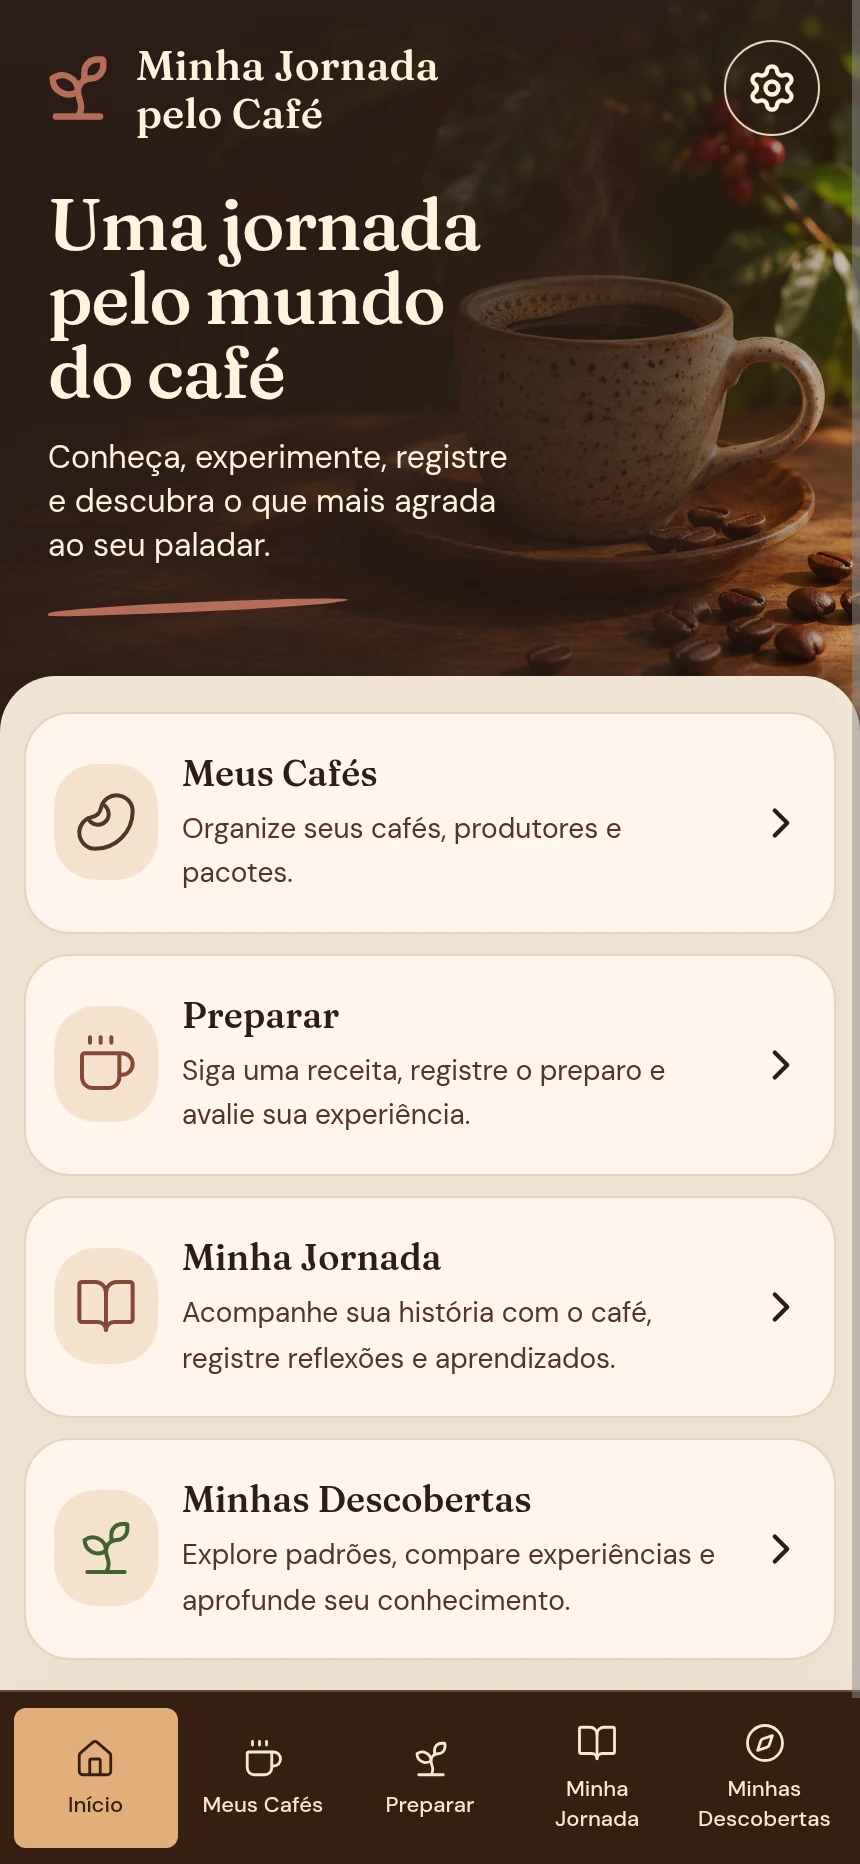 Minha Jornada
pelo Café
Uma jornada
pelo mundo
do café
Conheça, experimente, registre
e descubra o que mais agrada
ao seu paladar.
Meus Cafés
Organize seus cafés, produtores e
pacotes.
Preparar
Siga uma receita, registre o preparo e
avalie sua experiência.
Minha Jornada
Acompanhe sua história com o café,
registre reflexões e aprendizados.
Minhas Descobertas
Explore padrões, compare experiências e
aprofunde seu conhecimento.
Início
Meus Cafés
Preparar
Minha
Jornada
Minhas
Descobertas